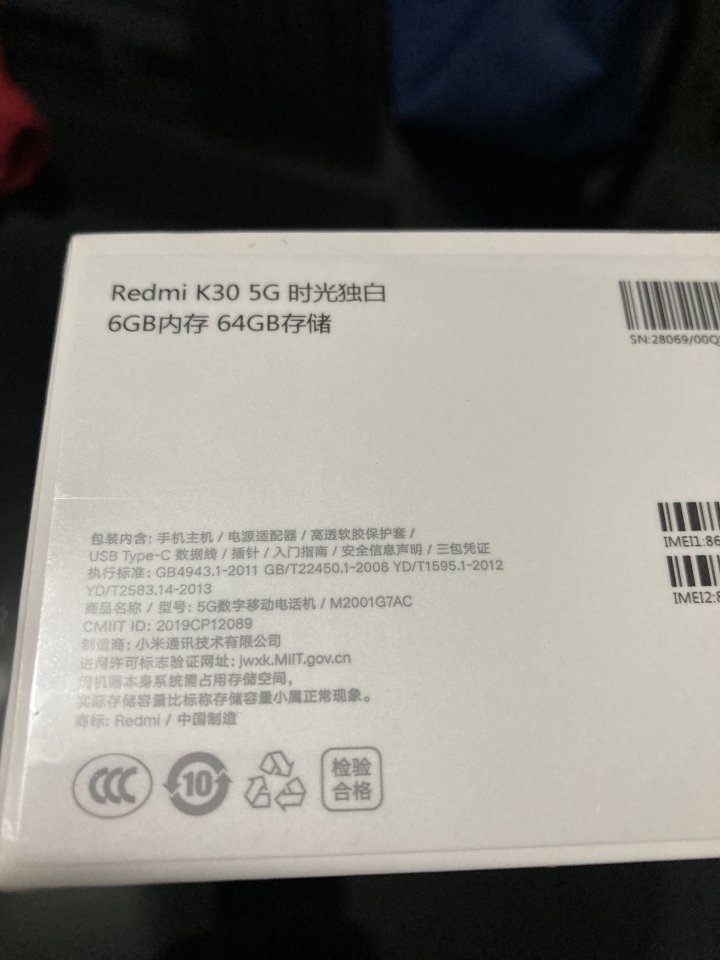 Redmi K30 5G 时光独白
6GB内存 64GB存储
SN:28069/00Q
包装内含: 手机主机 / 电源适配器 / 高透软胶保护套 /
USB Type-C 数据线 / 插针 / 入门指南 / 安全信息声明 / 三包凭证
执行标准: GB4943.1-2011 GB/T22450.1-2008 YD/T1595.1-2012
YD/T2583.14-2013
商品名称 / 型号: 5G数字移动电话机 / M2001G7AC
CMIIT ID: 2019CP12089
制造商: 小米通讯技术有限公司
进网许可标志验证网址: jwxk.MIIT.gov.cn
因机器本身系统需占用存储空间,
实际存储容量比标称存储容量小属正常现象。
商标: Redmi / 中国制造
IMEI1:86
IMEI2:8
CCC
10
检验
合格